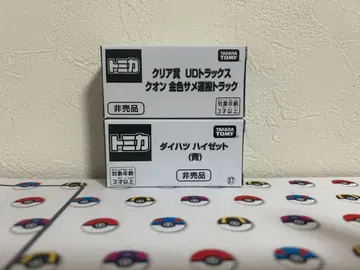 トミカ
クリア賞 UDトラックス
クオン 金色サメ運搬トラック
TAKARA TOMY
非売品
対象年齢
3才以上
トミカ
ダイハツ ハイゼット
(青)
TAKARA TOMY
対象年齢
3才以上
非売品
37